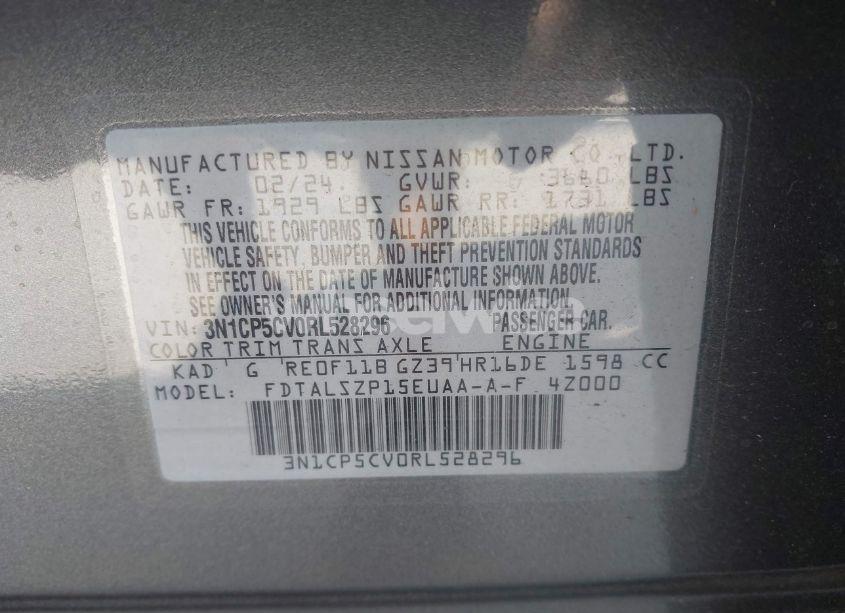 MANUFACTURED BY NISSAN MOTOR CO.,LTD.
DATE: 02/24 GVWR: 3640 LBS
GAWR FR: 1929 LBS GAWR RR: 1731 LBS
THIS VEHICLE CONFORMS TO ALL APPLICABLE FEDERAL MOTOR
VEHICLE SAFETY, BUMPER AND THEFT PREVENTION STANDARDS
IN EFFECT ON THE DATE OF MANUFACTURE SHOWN ABOVE.
SEE OWNER'S MANUAL FOR ADDITIONAL INFORMATION.
VIN: 3N1CP5CV0RL528296 PASSENGER CAR.
COLOR TRIM TRANS AXLE ENGINE
KAD G RE0F11B GZ39 HR16DE 1598 CC
MODEL: FDTALSZP15EUAA-A-F 4Z000
3N1CP5CV0RL528296